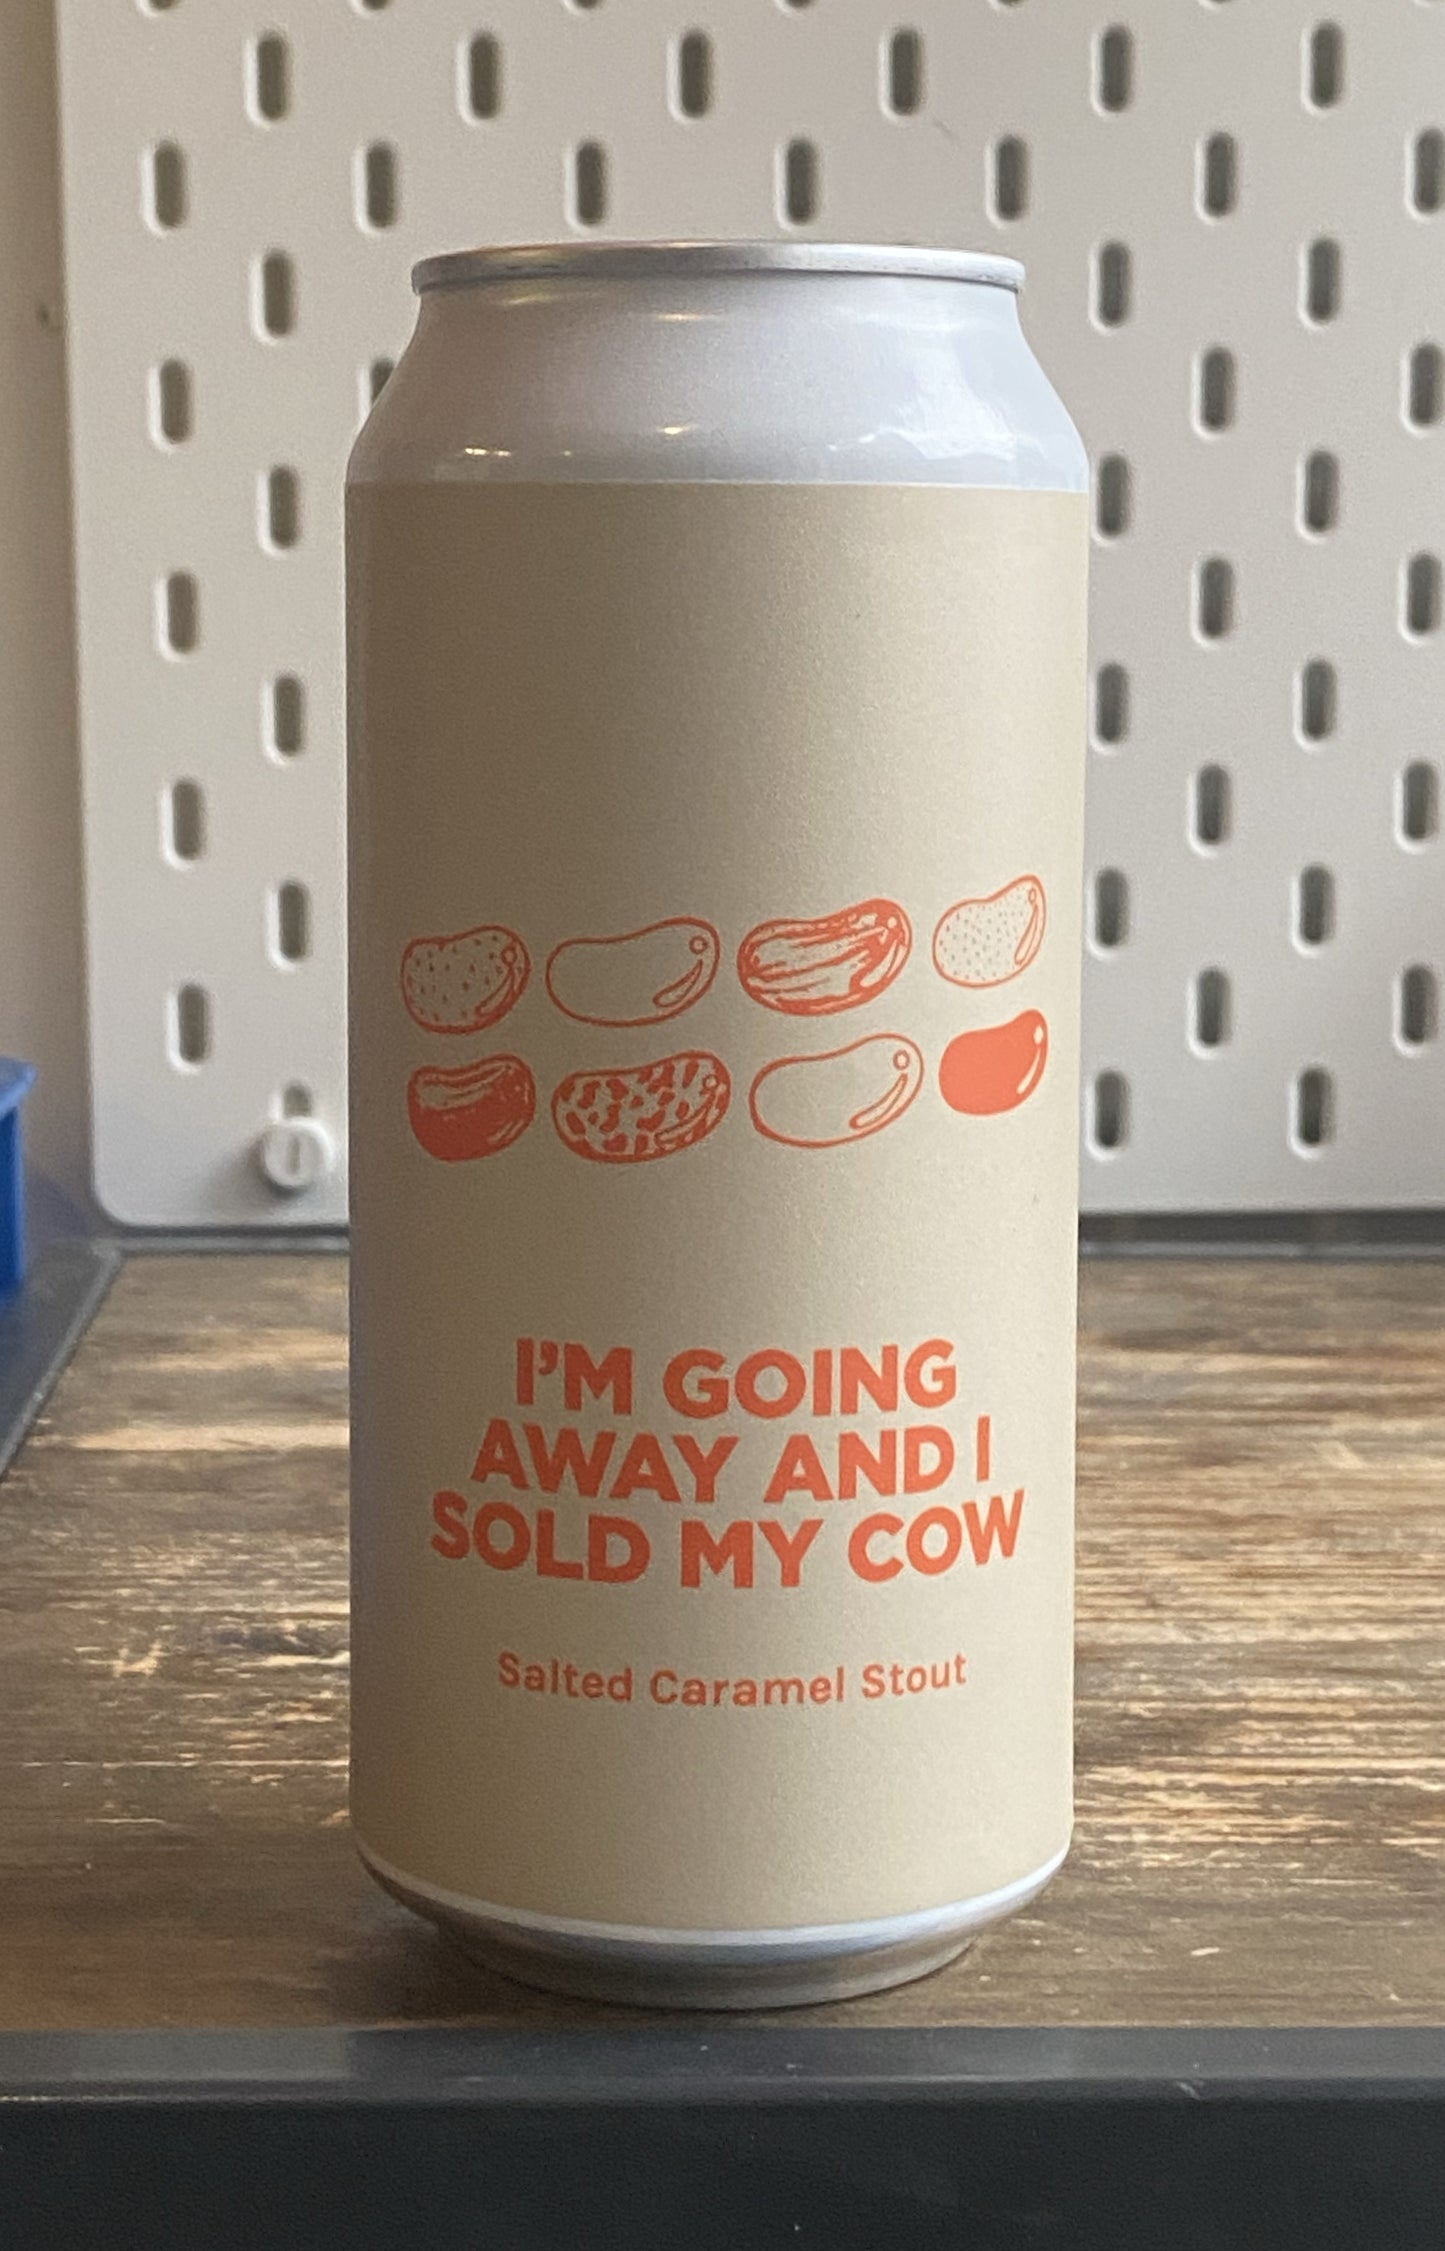 I’M GOING
AWAY AND I
SOLD MY COW
Salted Caramel Stout